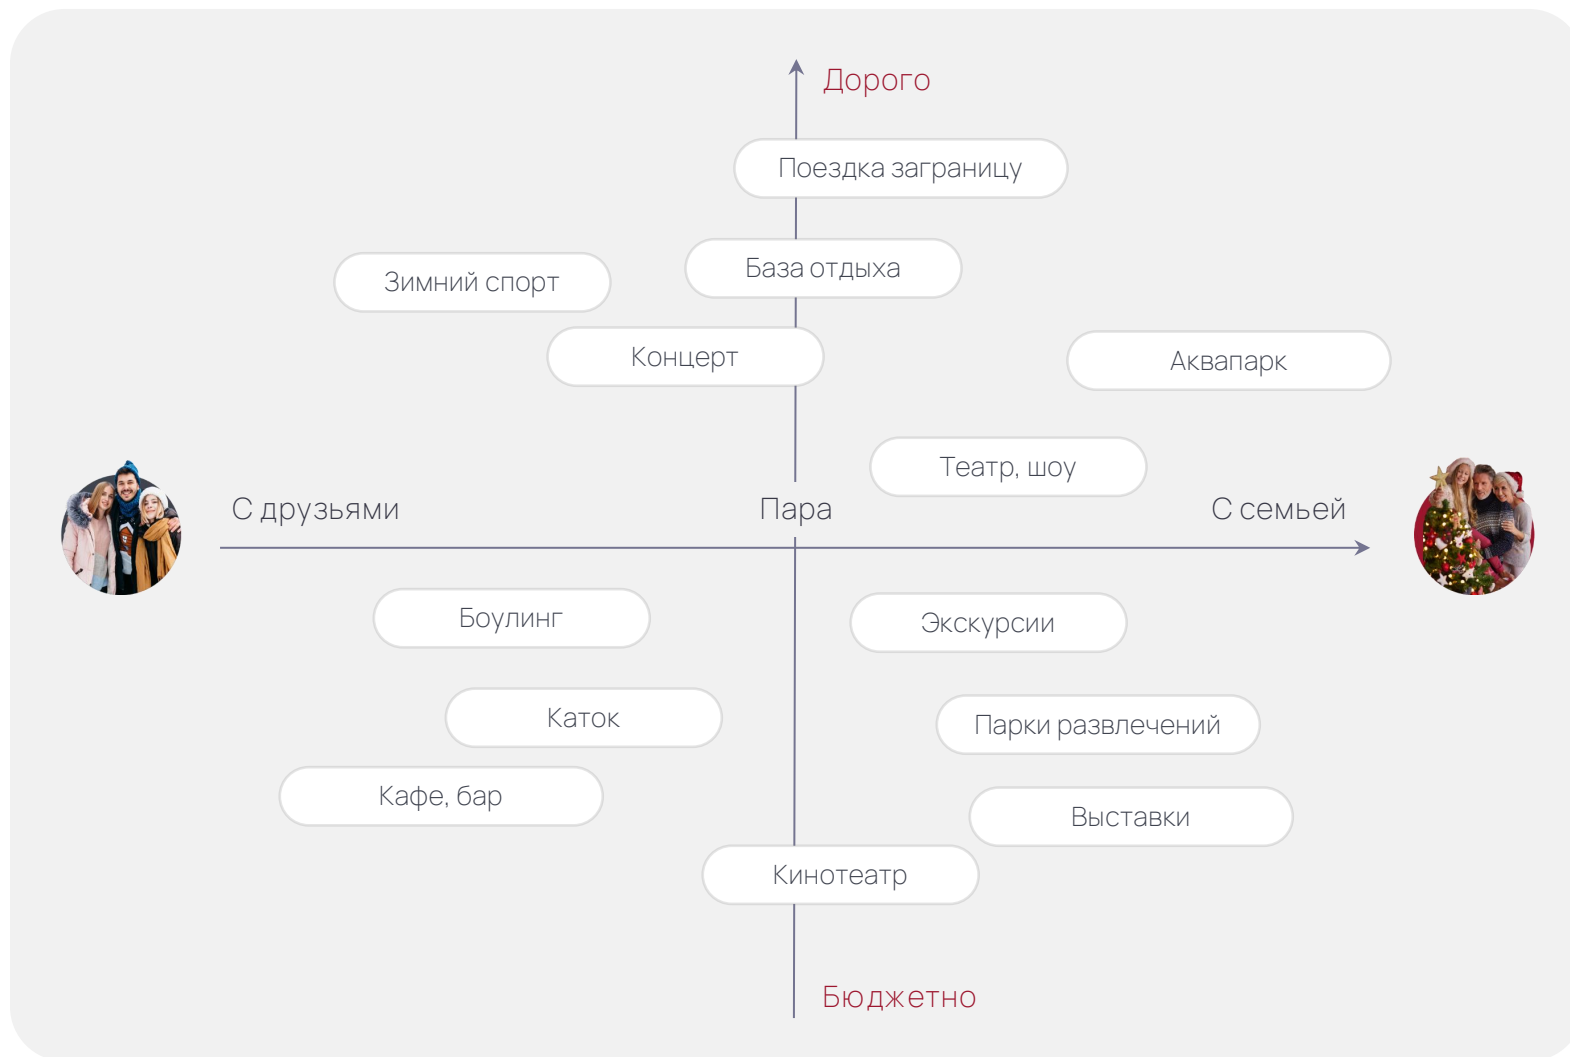 Дорого
Поездка заграницу
База отдыха
Зимний спорт
Концерт
Аквапарк
Театр, шоу
С друзьями
Пара
С семьей
Боулинг
Экскурсии
Каток
Парки развлечений
Кафе, бар
Выставки
Кинотеатр
Бюджетно